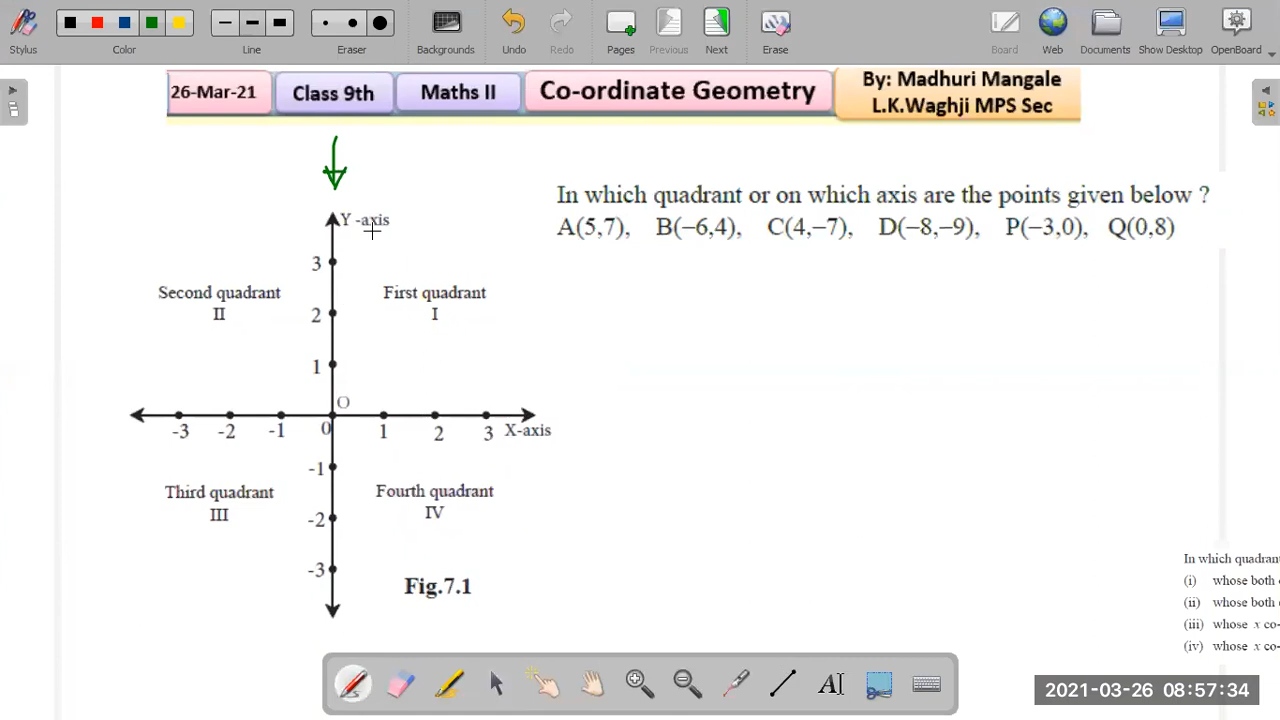 Stylus Color Line Eraser Backgrounds Undo Redo Pages Previous Next Erase Board Web Documents Show Desktop OpenBoard
26-Mar-21 Class 9th Maths II Co-ordinate Geometry By: Madhuri Mangale
L.K.Waghji MPS Sec
In which quadrant or on which axis are the points given below ?
A(5,7), B(−6,4), C(4,−7), D(−8,−9), P(−3,0), Q(0,8)
Y -axis
3
Second quadrant First quadrant
II I
2
1
O
-3 -2 -1 0 1 2 3 X-axis
-1
Third quadrant Fourth quadrant
III IV
-2
-3
Fig.7.1
In which quadran
(i) whose both
(ii) whose both
(iii) whose x co-
(iv) whose x co-
AI
2021-03-26 08:57:34